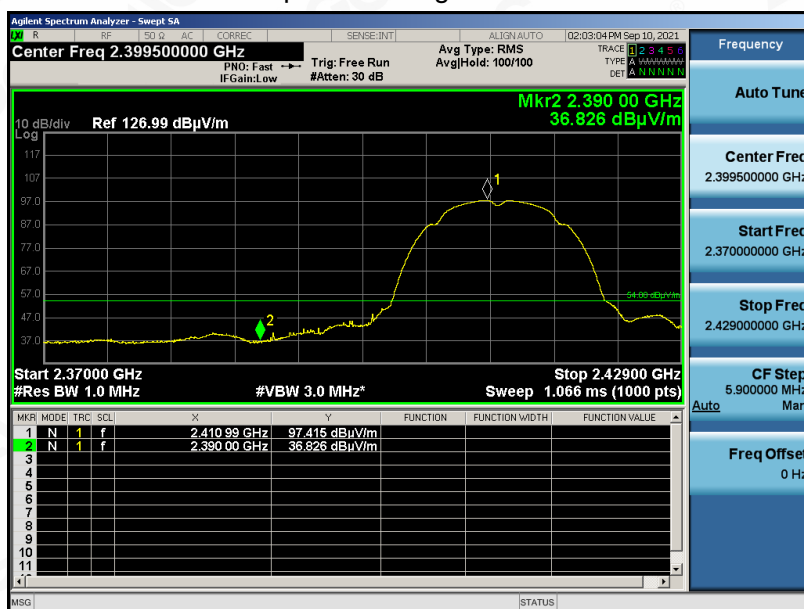 Agilent Spectrum Analyzer - Swept SA
LXI R RF 50 Ω AC CORREC SENSE:INT ALIGN AUTO 02:03:04 PM Sep 10, 2021
Center Freq 2.399500000 GHz
PNO: Fast
IFGain:Low
Trig: Free Run
#Atten: 30 dB
Avg Type: RMS
Avg|Hold: 100/100
TRACE 1 2 3 4 5 6
TYPE A WWWWW
DET A N N N N N
Mkr2 2.390 00 GHz
36.826 dBµV/m
10 dB/div Ref 126.99 dBµV/m
Log
117
107
97.0
87.0
77.0
67.0
57.0
47.0
37.0
1
2
54.00 dBµV/m
Start 2.37000 GHz Stop 2.42900 GHz
#Res BW 1.0 MHz #VBW 3.0 MHz* Sweep 1.066 ms (1000 pts)
MKR MODE TRC SCL X Y FUNCTION FUNCTION WIDTH FUNCTION VALUE
1 N 1 f 2.410 99 GHz 97.415 dBµV/m
2 N 1 f 2.390 00 GHz 36.826 dBµV/m
3
4
5
6
7
8
9
10
11
MSG STATUS
Frequency
Auto Tune
Center Freq
2.399500000 GHz
Start Freq
2.370000000 GHz
Stop Freq
2.429000000 GHz
CF Step
5.900000 MHz
Auto Man
Freq Offset
0 Hz